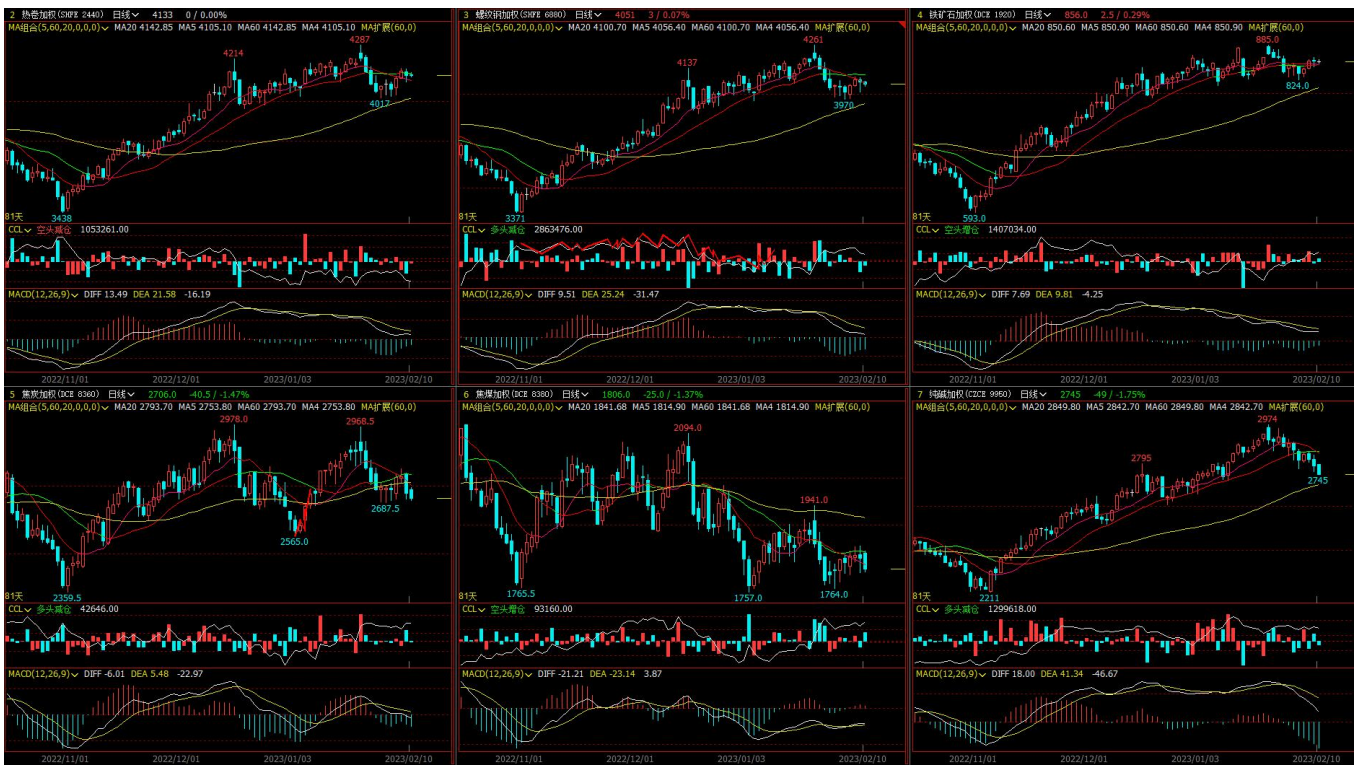 2 热卷加权(SHFE 2440) 日线 4133 0 / 0.00%
MA组合(5,60,20,0,0,0) MA20 4142.85 MA5 4105.10 MA60 4142.85 MA4 4105.10 MA扩展(60,0)
4287
4214
4017
3438
81天
CCL 空头减仓 1053261.00
MACD(12,26,9) DIFF 13.49 DEA 21.58 -16.19
2022/11/01 2022/12/01 2023/01/03 2023/02/10
3 螺纹钢加权(SHFE 6880) 日线 4051 3 / 0.07%
MA组合(5,60,20,0,0,0) MA20 4100.70 MA5 4056.40 MA60 4100.70 MA4 4056.40 MA扩展(60,0)
4261
4137
3970
3371
81天
CCL 多头减仓 2863476.00
MACD(12,26,9) DIFF 9.51 DEA 25.24 -31.47
2022/11/01 2022/12/01 2023/01/03 2023/02/10
4 铁矿石加权(DCE 1920) 日线 856.0 2.5 / 0.29%
MA组合(5,60,20,0,0,0) MA20 850.60 MA5 850.90 MA60 850.60 MA4 850.90 MA扩展(60,0)
885.0
824.0
593.0
81天
CCL 空头增仓 1407034.00
MACD(12,26,9) DIFF 7.69 DEA 9.81 -4.25
2022/11/01 2022/12/01 2023/01/03 2023/02/10
5 焦炭加权(DCE 8360) 日线 2706.0 -40.5 / -1.47%
MA组合(5,60,20,0,0,0) MA20 2793.70 MA5 2753.80 MA60 2793.70 MA4 2753.80 MA扩展(60,0)
2978.0
2968.5
2687.5
2565.0
2359.5
81天
CCL 多头减仓 42646.00
MACD(12,26,9) DIFF -6.01 DEA 5.48 -22.97
2022/11/01 2022/12/01 2023/01/03 2023/02/10
6 焦煤加权(DCE 8380) 日线 1806.0 -25.0 / -1.37%
MA组合(5,60,20,0,0,0) MA20 1841.68 MA5 1814.90 MA60 1841.68 MA4 1814.90 MA扩展(60,0)
2094.0
1941.0
1765.5
1757.0
1764.0
81天
CCL 空头增仓 93160.00
MACD(12,26,9) DIFF -21.21 DEA -23.14 3.87
2022/11/01 2022/12/01 2023/01/03 2023/02/10
7 纯碱加权(CZCE 9950) 日线 2745 -49 / -1.75%
MA组合(5,60,20,0,0,0) MA20 2849.80 MA5 2842.70 MA60 2849.80 MA4 2842.70 MA扩展(60,0)
2974
2795
2745
2211
81天
CCL 多头减仓 1299618.00
MACD(12,26,9) DIFF 18.00 DEA 41.34 -46.67
2022/11/01 2022/12/01 2023/01/03 2023/02/10